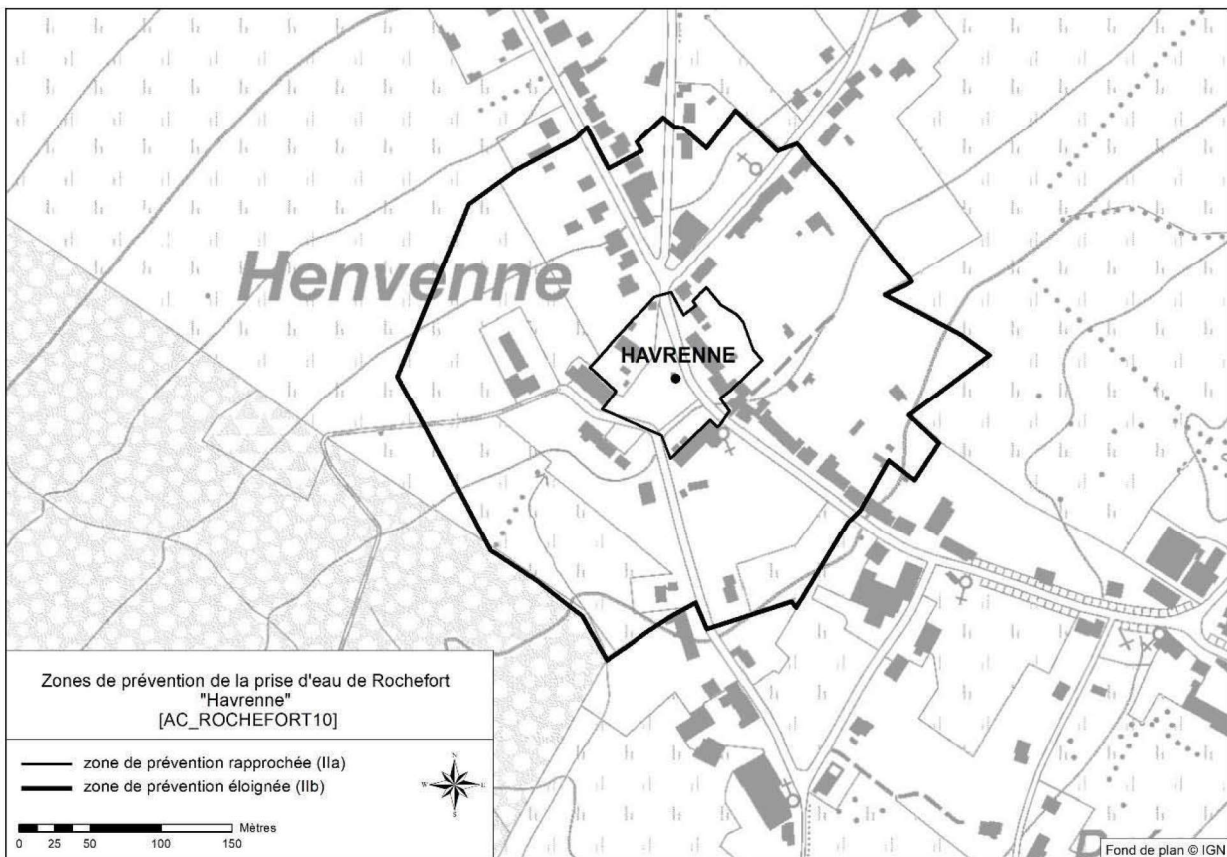 Henvenne
HAVRENNE
Zones de prévention de la prise d'eau de Rochefort
"Havrenne"
[AC_ROCHEFORT10]
zone de prévention rapprochée (IIa)
zone de prévention éloignée (IIb)
N
W E
S
Mètres
0 25 50 100 150
Fond de plan © IGN